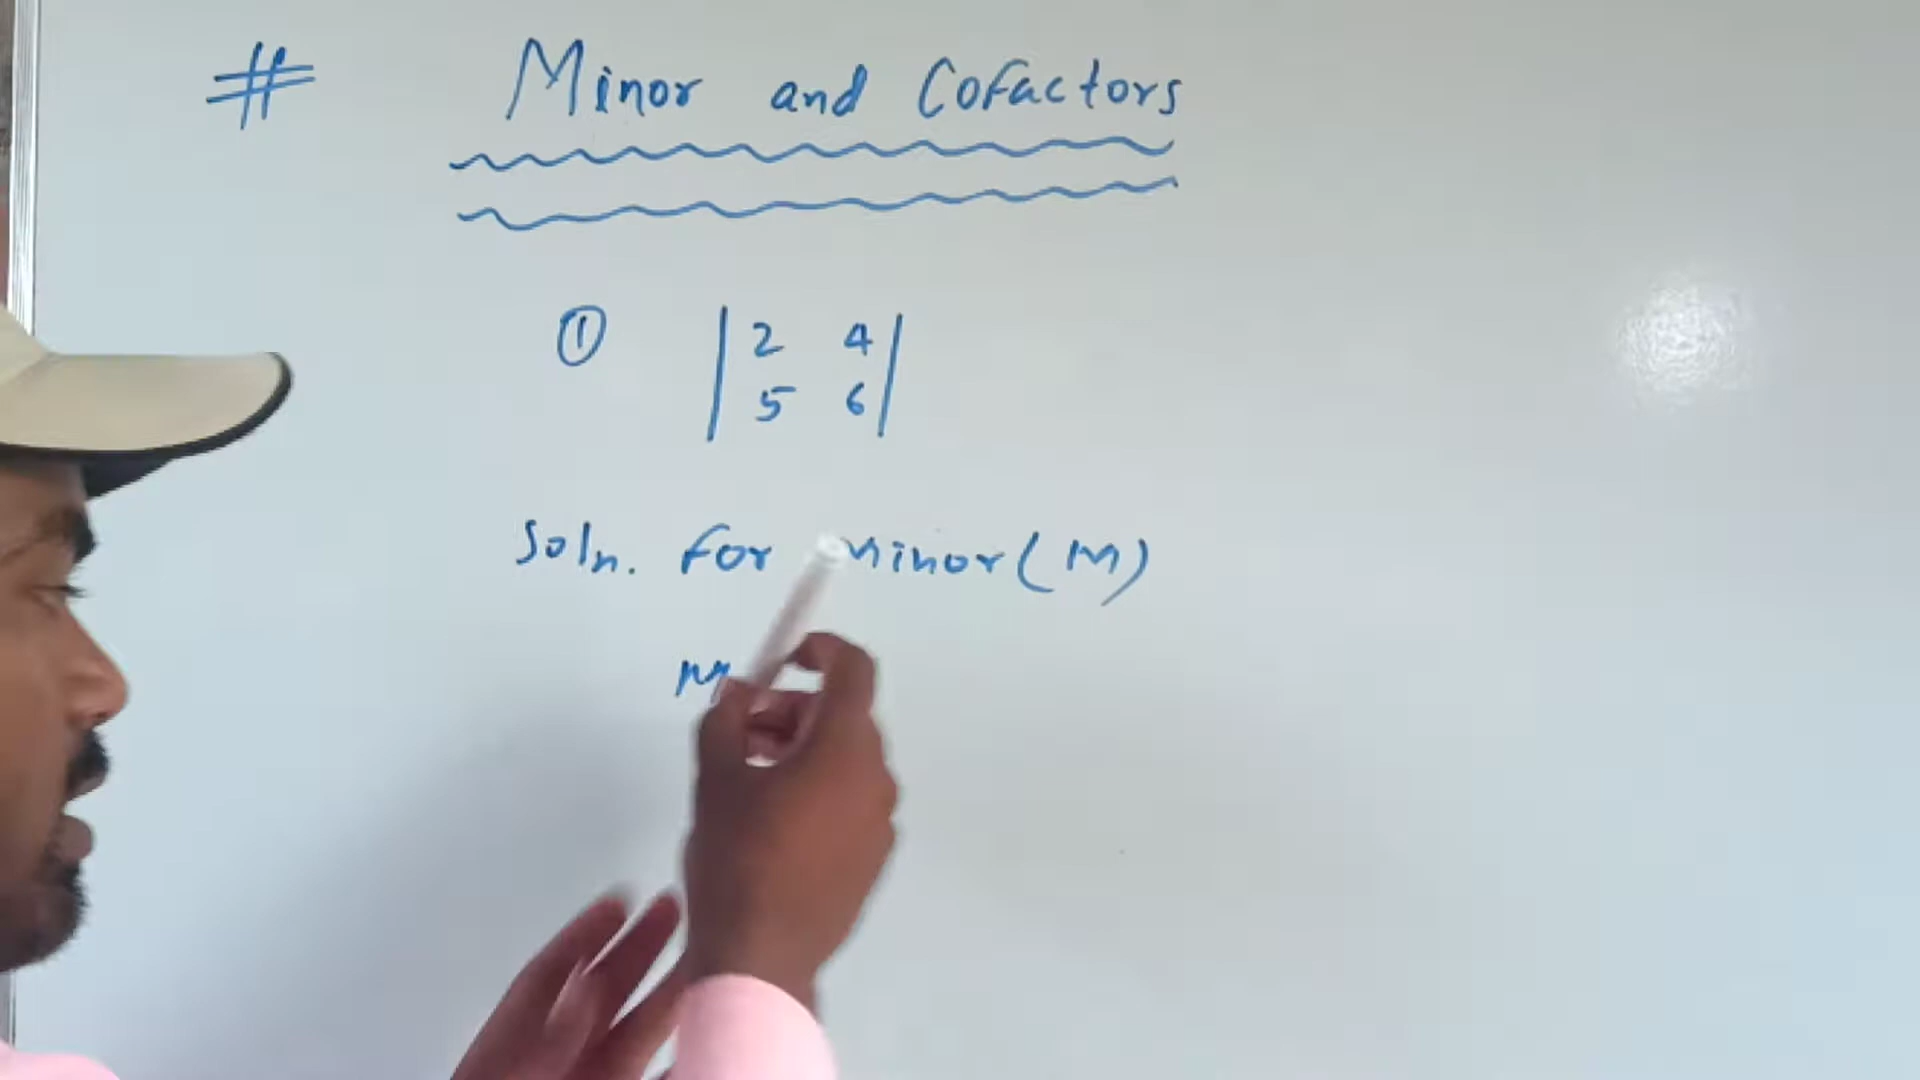 # Minor and Cofactors
① | 2 4 |
| 5 6 |
Soln. For Minor (M)
M